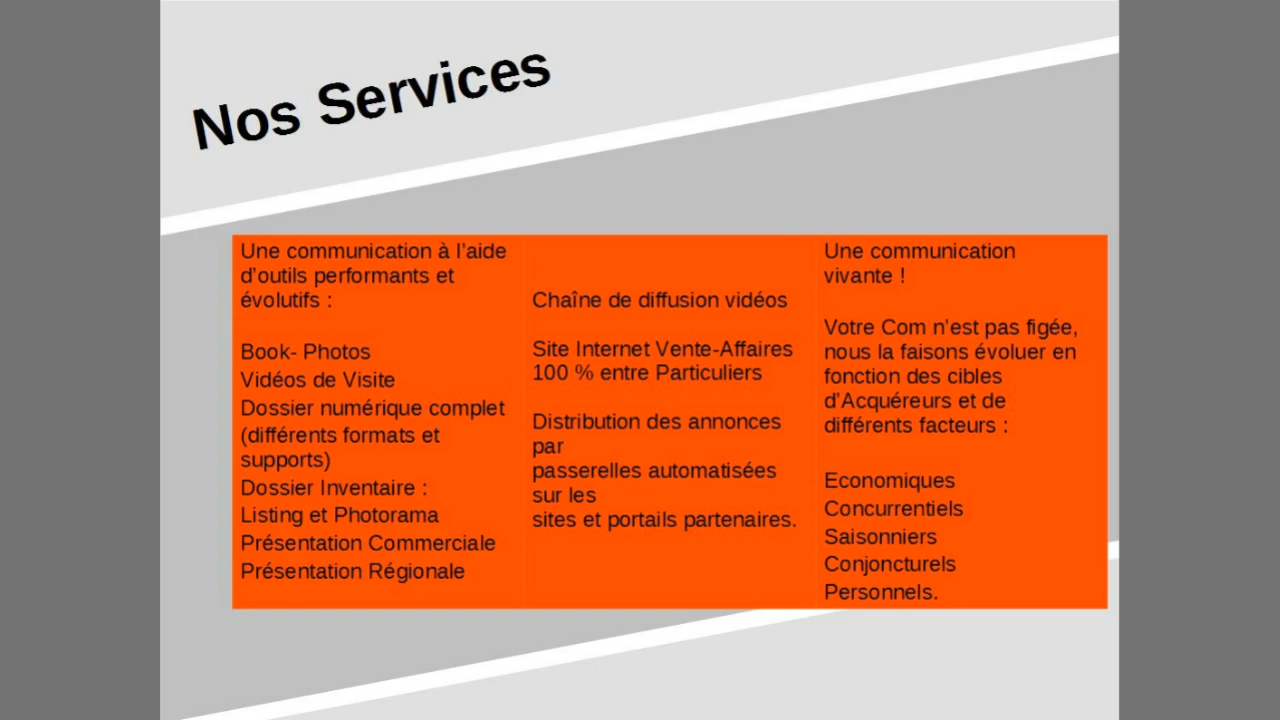 Nos Services
Une communication à l'aide
d'outils performants et
évolutifs :
Book- Photos
Vidéos de Visite
Dossier numérique complet
(différents formats et
supports)
Dossier Inventaire :
Listing et Photorama
Présentation Commerciale
Présentation Régionale
Chaîne de diffusion vidéos
Site Internet Vente-Affaires
100 % entre Particuliers
Distribution des annonces
par
passerelles automatisées
sur les
sites et portails partenaires.
Une communication
vivante !
Votre Com n'est pas figée,
nous la faisons évoluer en
fonction des cibles
d'Acquéreurs et de
différents facteurs :
Economiques
Concurrentiels
Saisonniers
Conjoncturels
Personnels.